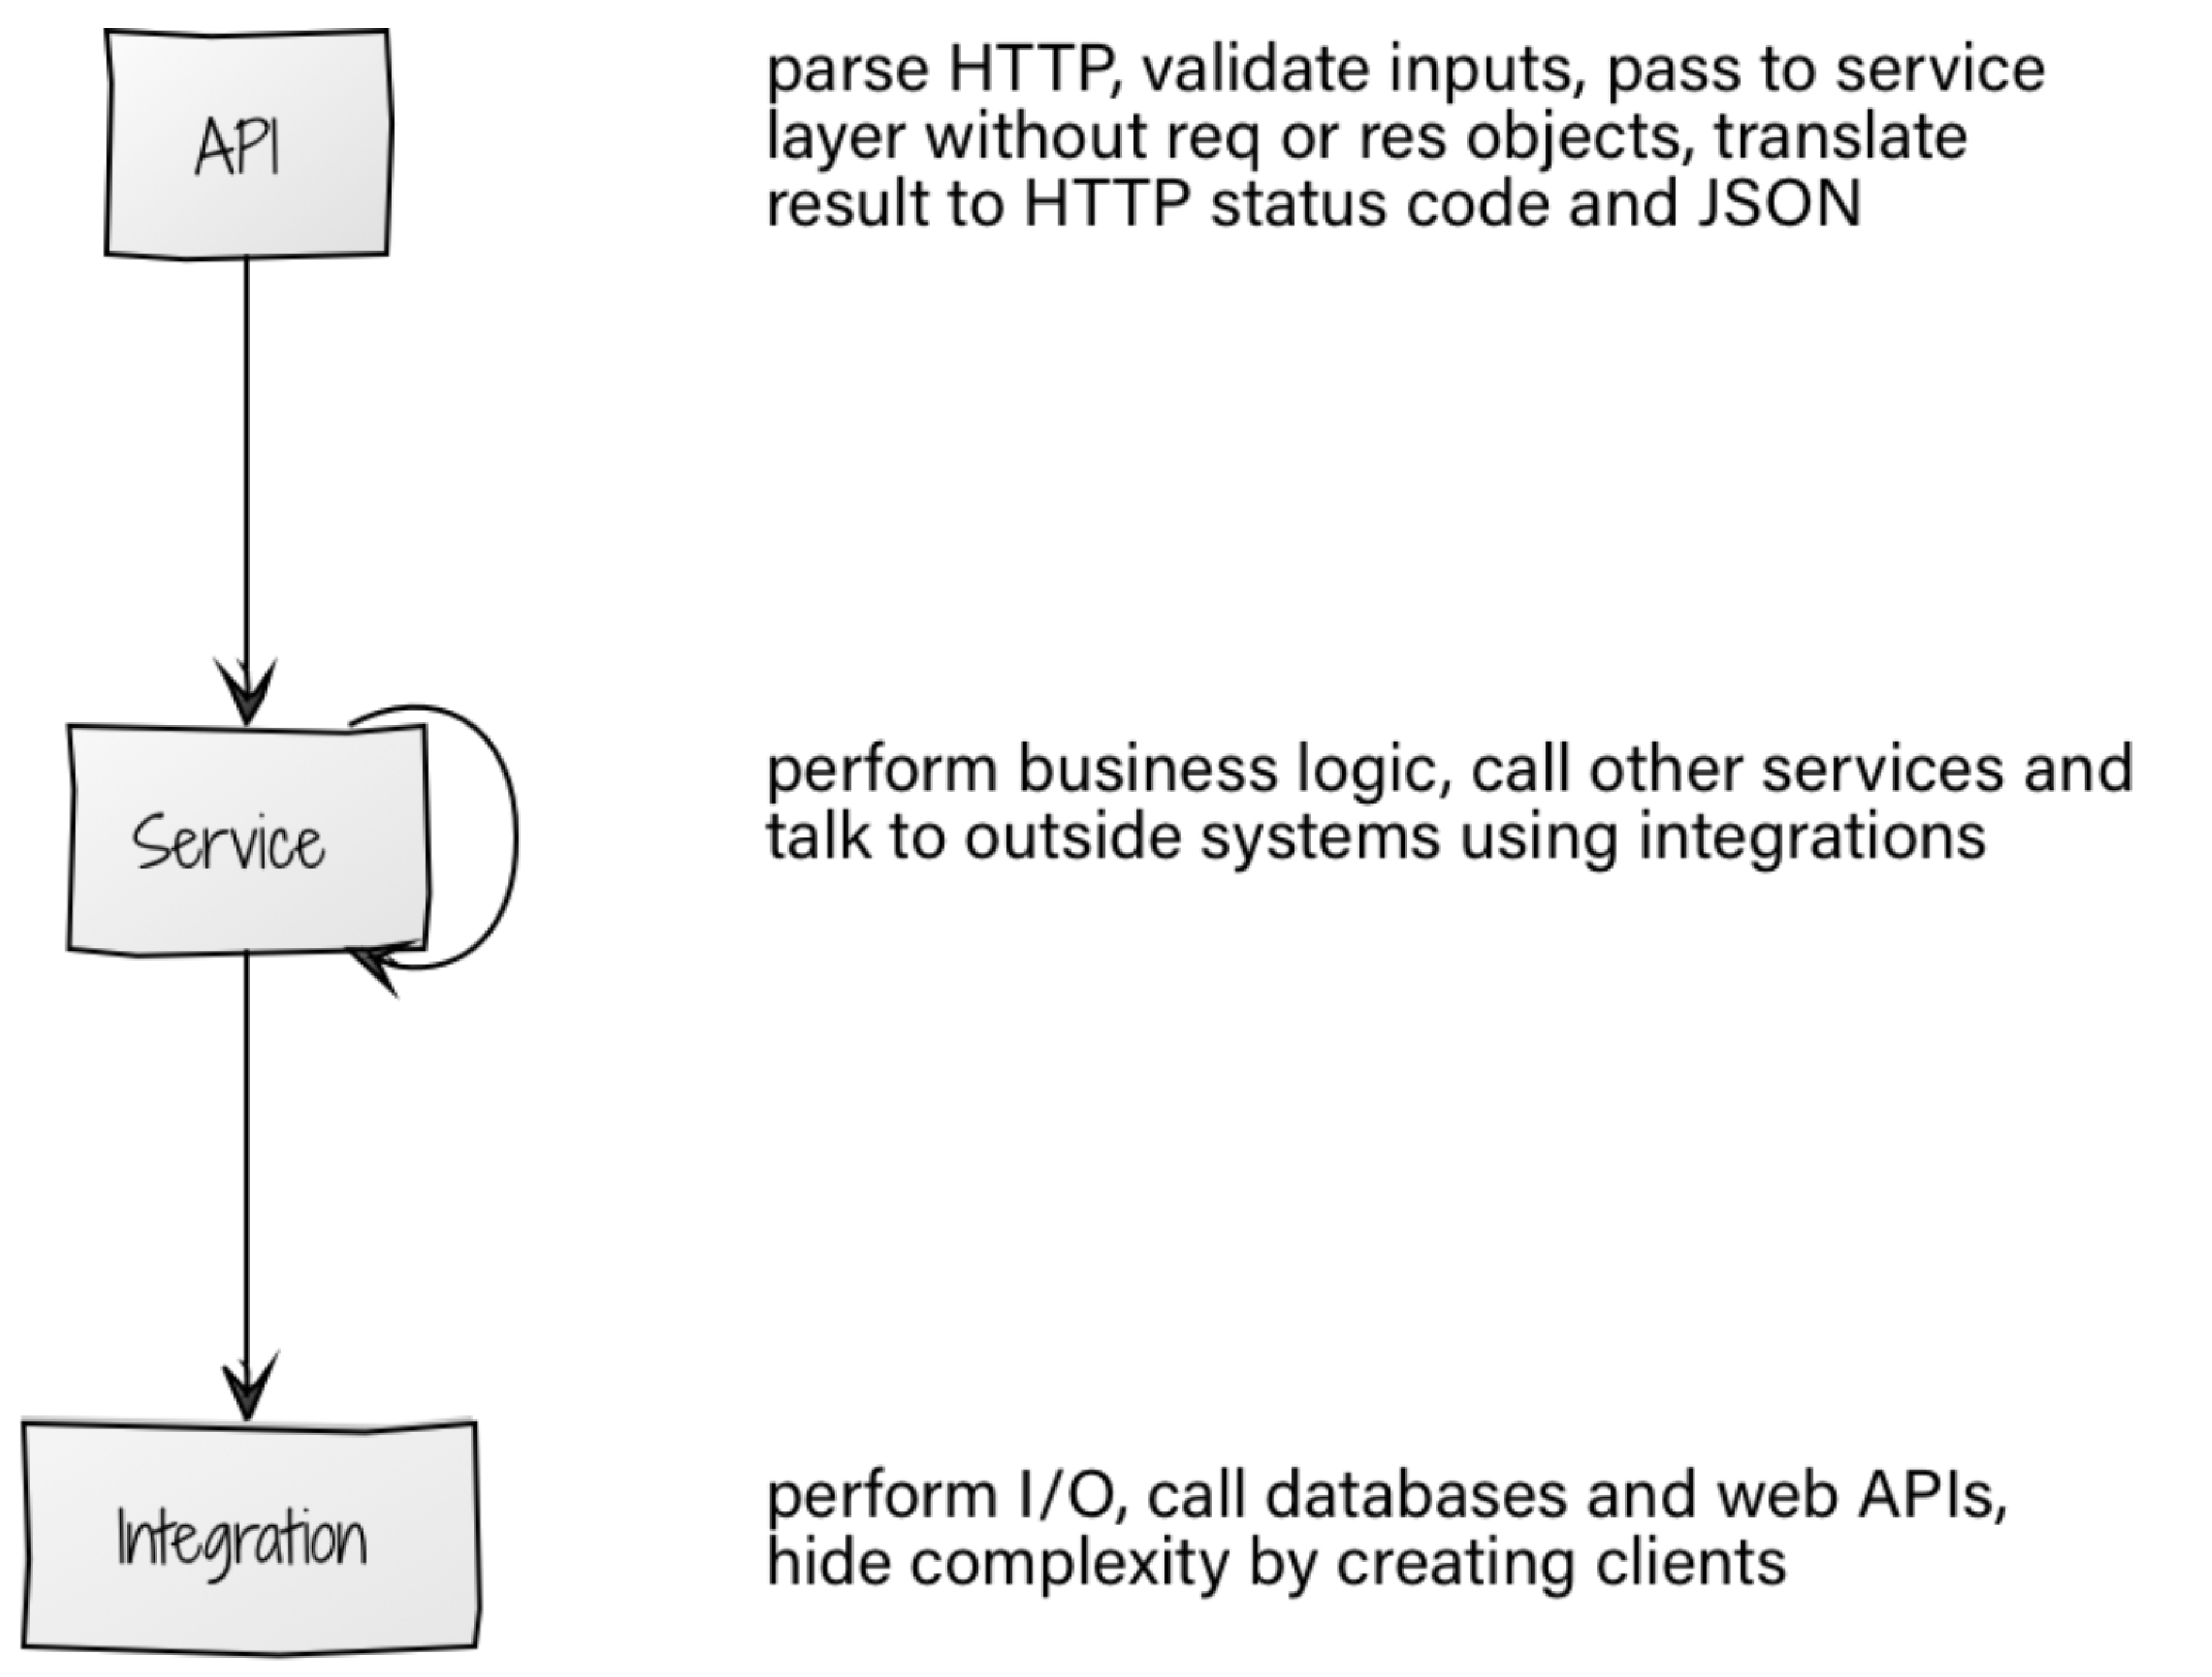 API
parse HTTP, validate inputs, pass to service
layer without req or res objects, translate
result to HTTP status code and JSON
Service
perform business logic, call other services and
talk to outside systems using integrations
Integration
perform I/O, call databases and web APIs,
hide complexity by creating clients